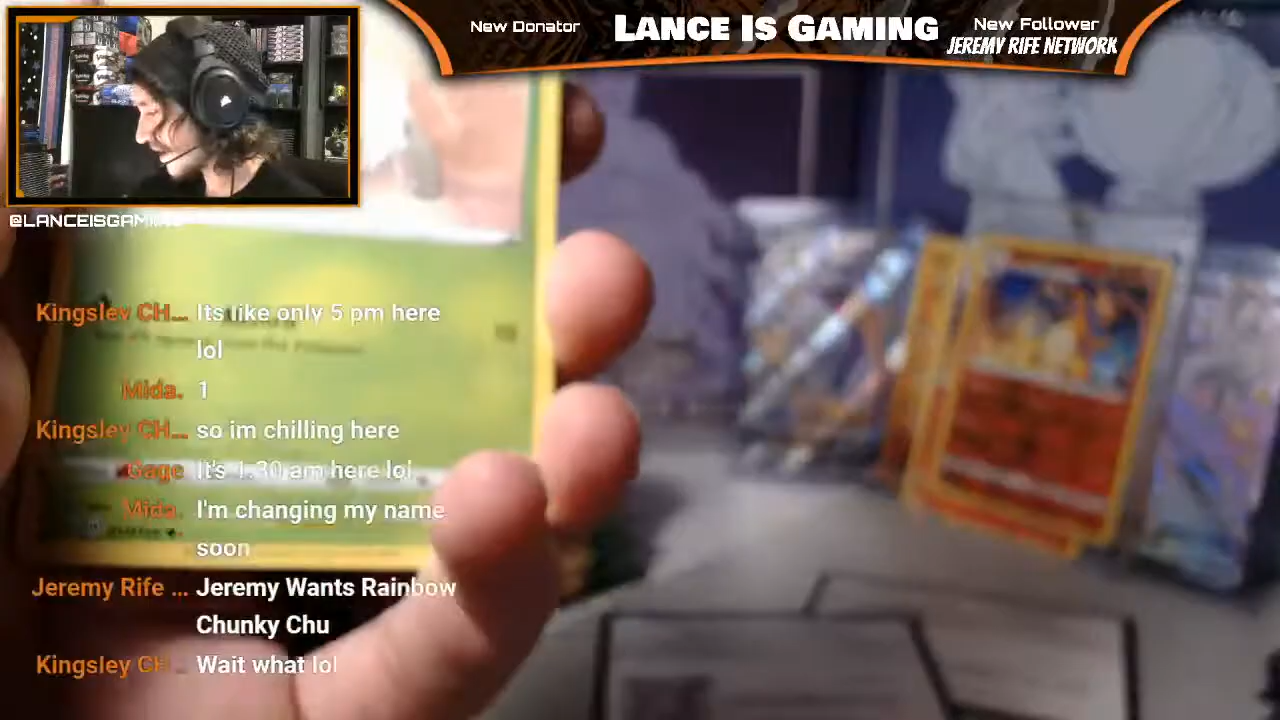 New Donator
LANCE IS GAMING
New Follower
JEREMY RIFE NETWORK
Kingsley CH... Its like only 5 pm here
lol
Mida. 1
Kingsley CH... so im chilling here
Gage It's 1.30 am here lol
Mida. I'm changing my name
soon
Jeremy Rife ... Jeremy Wants Rainbow
Chunky Chu
Kingsley CH... Wait what lol